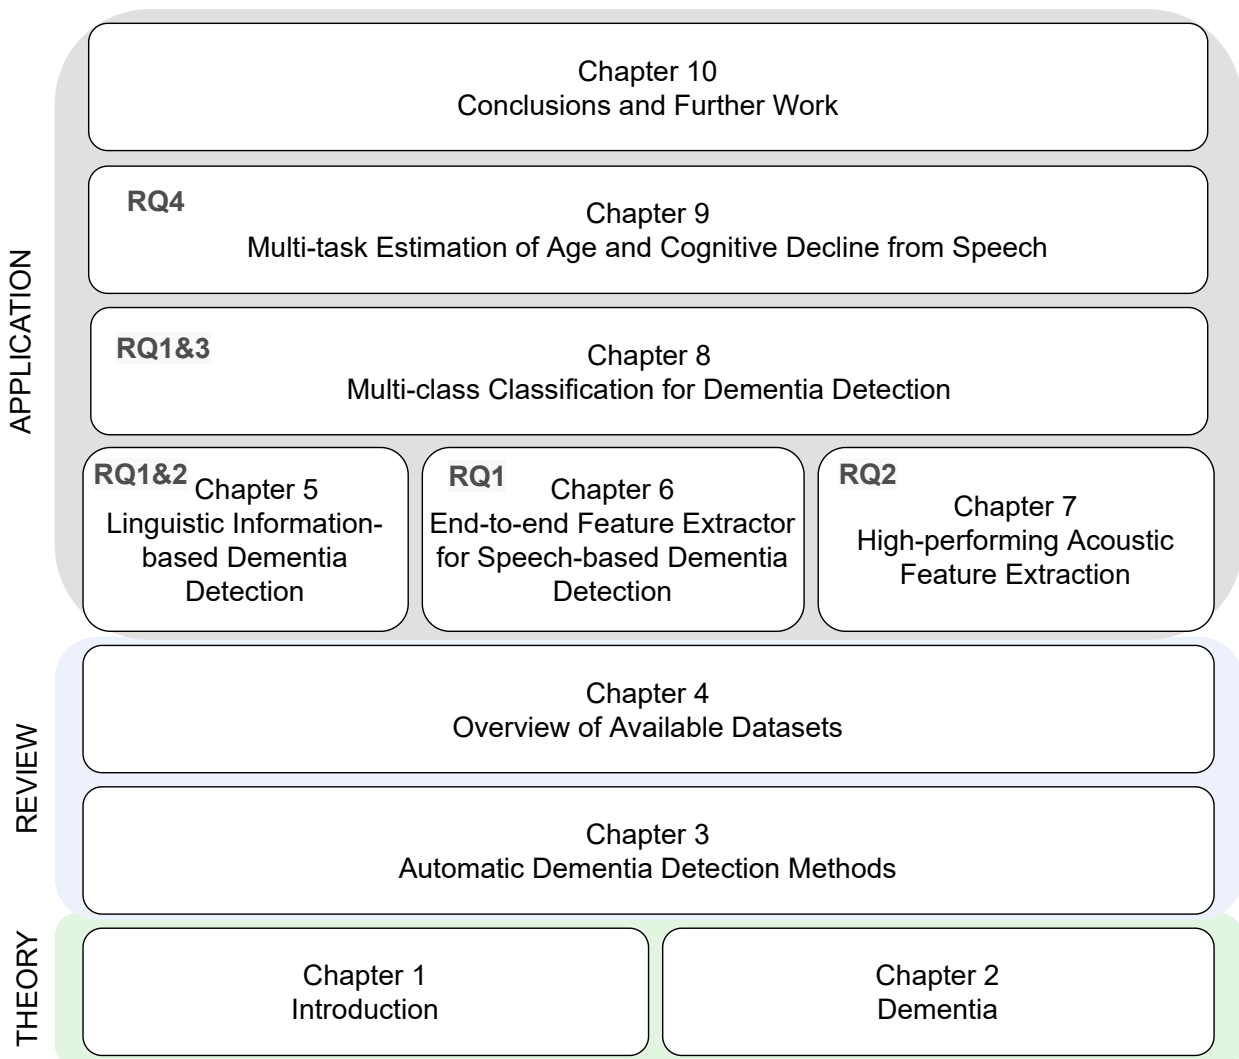 APPLICATION
Chapter 10
Conclusions and Further Work
RQ4
Chapter 9
Multi-task Estimation of Age and Cognitive Decline from Speech
RQ1&3
Chapter 8
Multi-class Classification for Dementia Detection
RQ1&2
Chapter 5
Linguistic Information-
based Dementia
Detection
RQ1
Chapter 6
End-to-end Feature Extractor
for Speech-based Dementia
Detection
RQ2
Chapter 7
High-performing Acoustic
Feature Extraction
REVIEW
Chapter 4
Overview of Available Datasets
Chapter 3
Automatic Dementia Detection Methods
THEORY
Chapter 1
Introduction
Chapter 2
Dementia